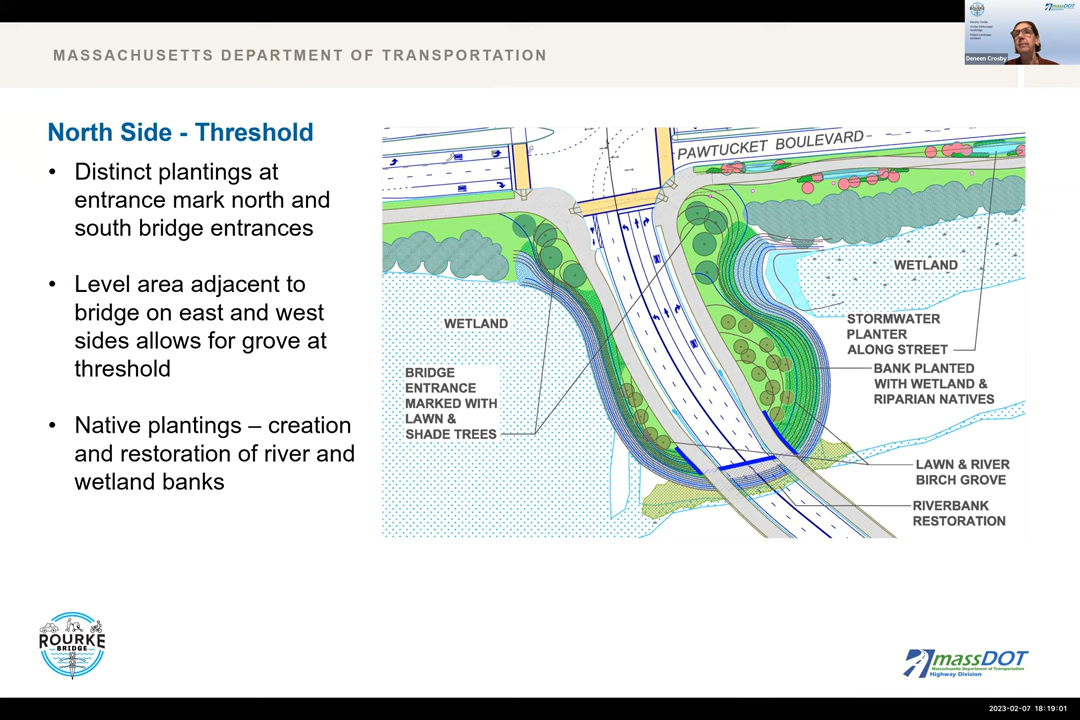 MASSACHUSETTS DEPARTMENT OF TRANSPORTATION
massDOT
Deneen Crosby
North Side - Threshold
• Distinct plantings at
entrance mark north and
south bridge entrances
• Level area adjacent to
bridge on east and west
sides allows for grove at
threshold
• Native plantings – creation
and restoration of river and
wetland banks
PAWTUCKET BOULEVARD
WETLAND
WETLAND
STORMWATER
PLANTER
ALONG STREET
BRIDGE
ENTRANCE
MARKED WITH
LAWN &
SHADE TREES
BANK PLANTED
WITH WETLAND &
RIPARIAN NATIVES
LAWN & RIVER
BIRCH GROVE
RIVERBANK
RESTORATION
ROURKE
BRIDGE
massDOT
Massachusetts Department of Transportation
Highway Division
2023-02-07 18:19:01